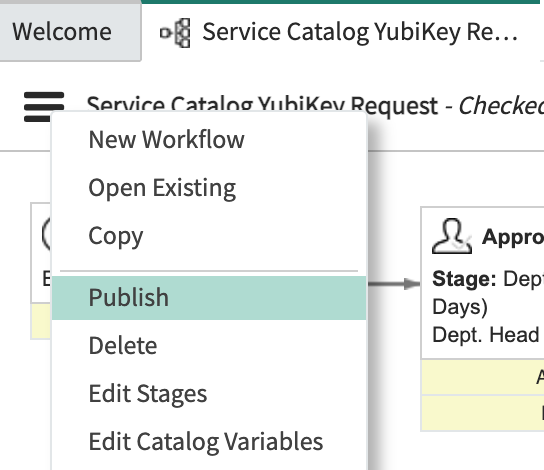 Welcome
Service Catalog YubiKey Re...
Service Catalog YubiKey Request - Checked
New Workflow
Open Existing
Copy
Publish
Delete
Edit Stages
Edit Catalog Variables
Appro
Stage: Dept
Days)
Dept. Head